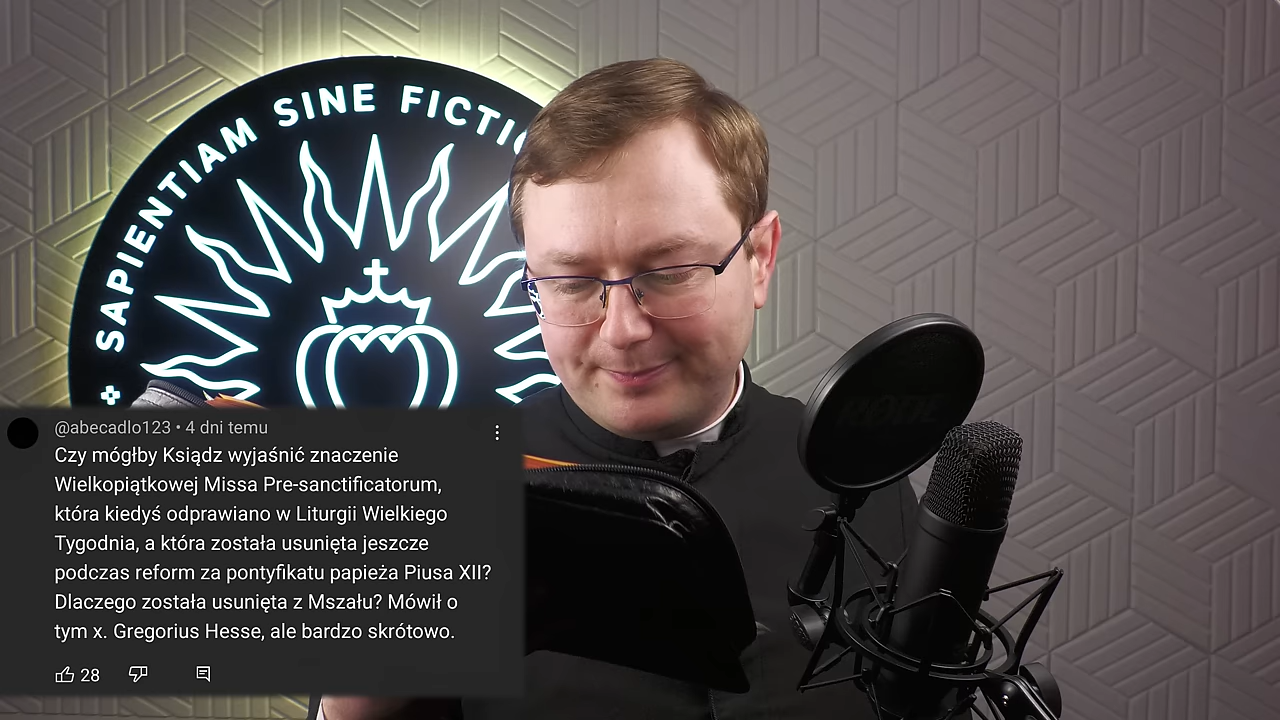 SAPIENTIAM SINE FICTI
@abecadlo123 • 4 dni temu
Czy mógłby Ksiądz wyjaśnić znaczenie
Wielkopiątkowej Missa Pre-sanctificatorum,
która kiedyś odprawiano w Liturgii Wielkiego
Tygodnia, a która została usunięta jeszcze
podczas reform za pontyfikatu papieża Piusa XII?
Dlaczego została usunięta z Mszału? Mówił o
tym x. Gregorius Hesse, ale bardzo skrótowo.
28
RØDE